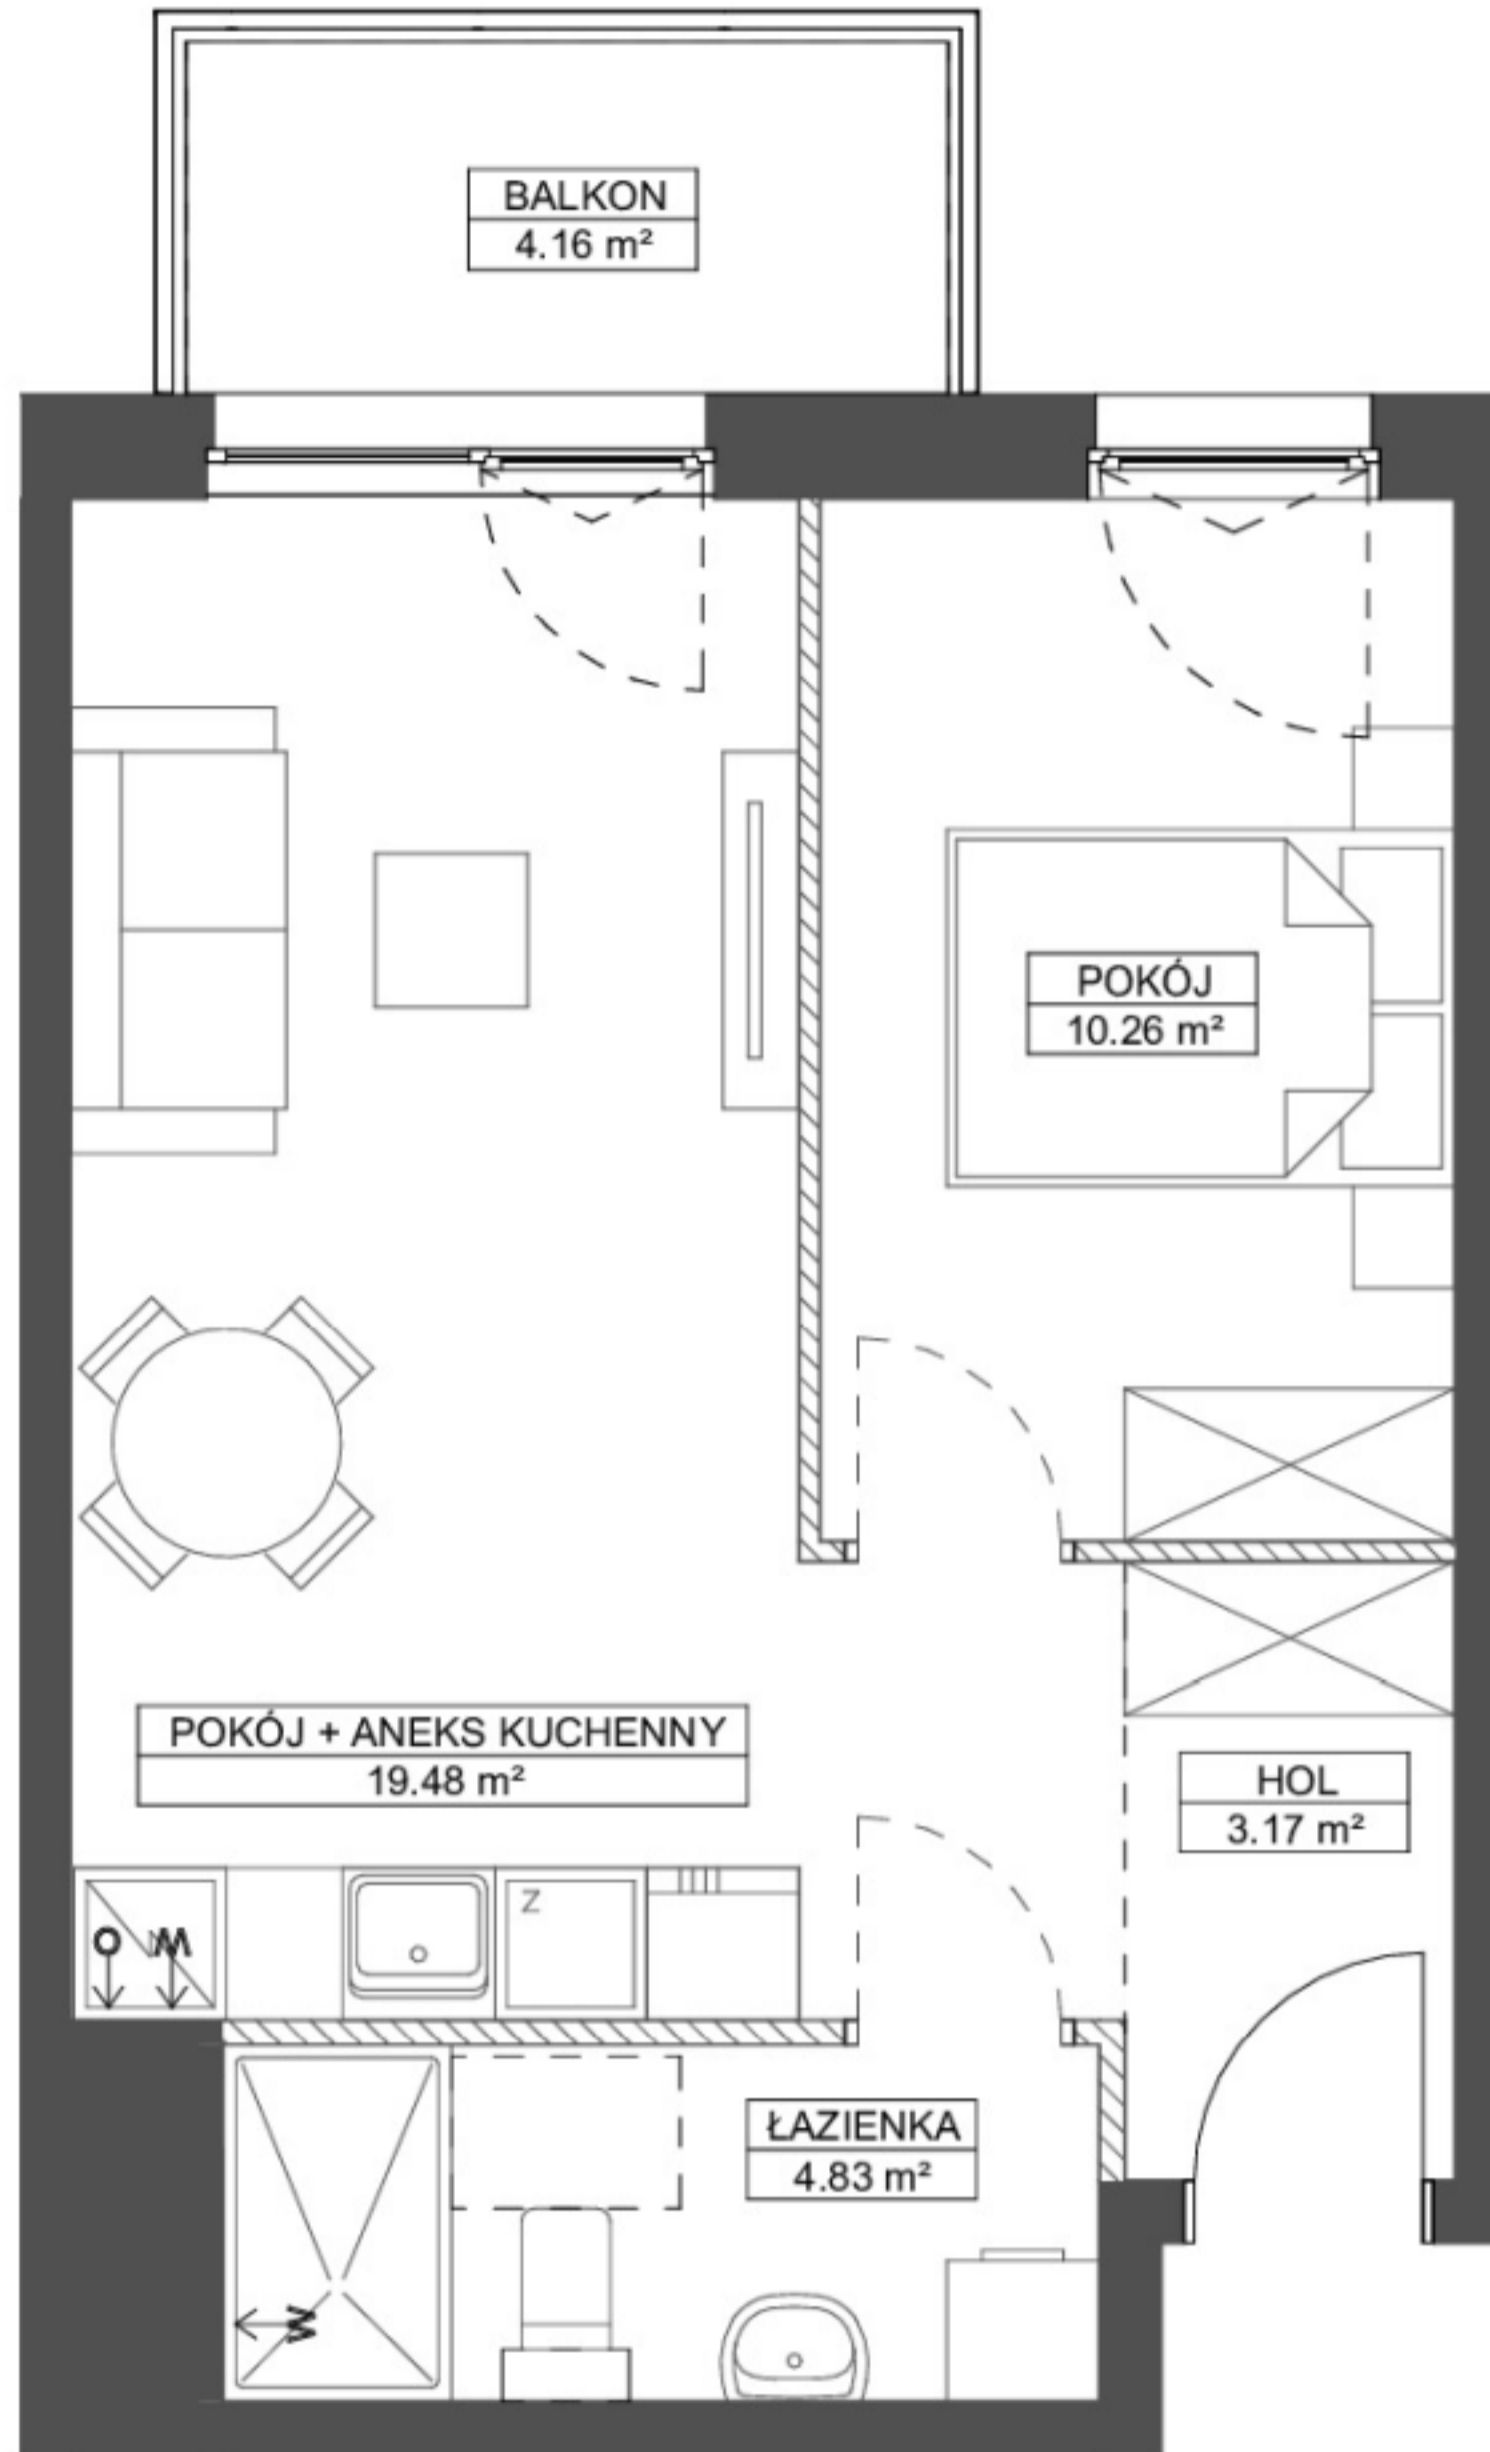 BALKON
4.16 m²
POKÓJ
10.26 m²
POKÓJ + ANEKS KUCHENNY
19.48 m²
HOL
3.17 m²
Z
O W
ŁAZIENKA
4.83 m²
W